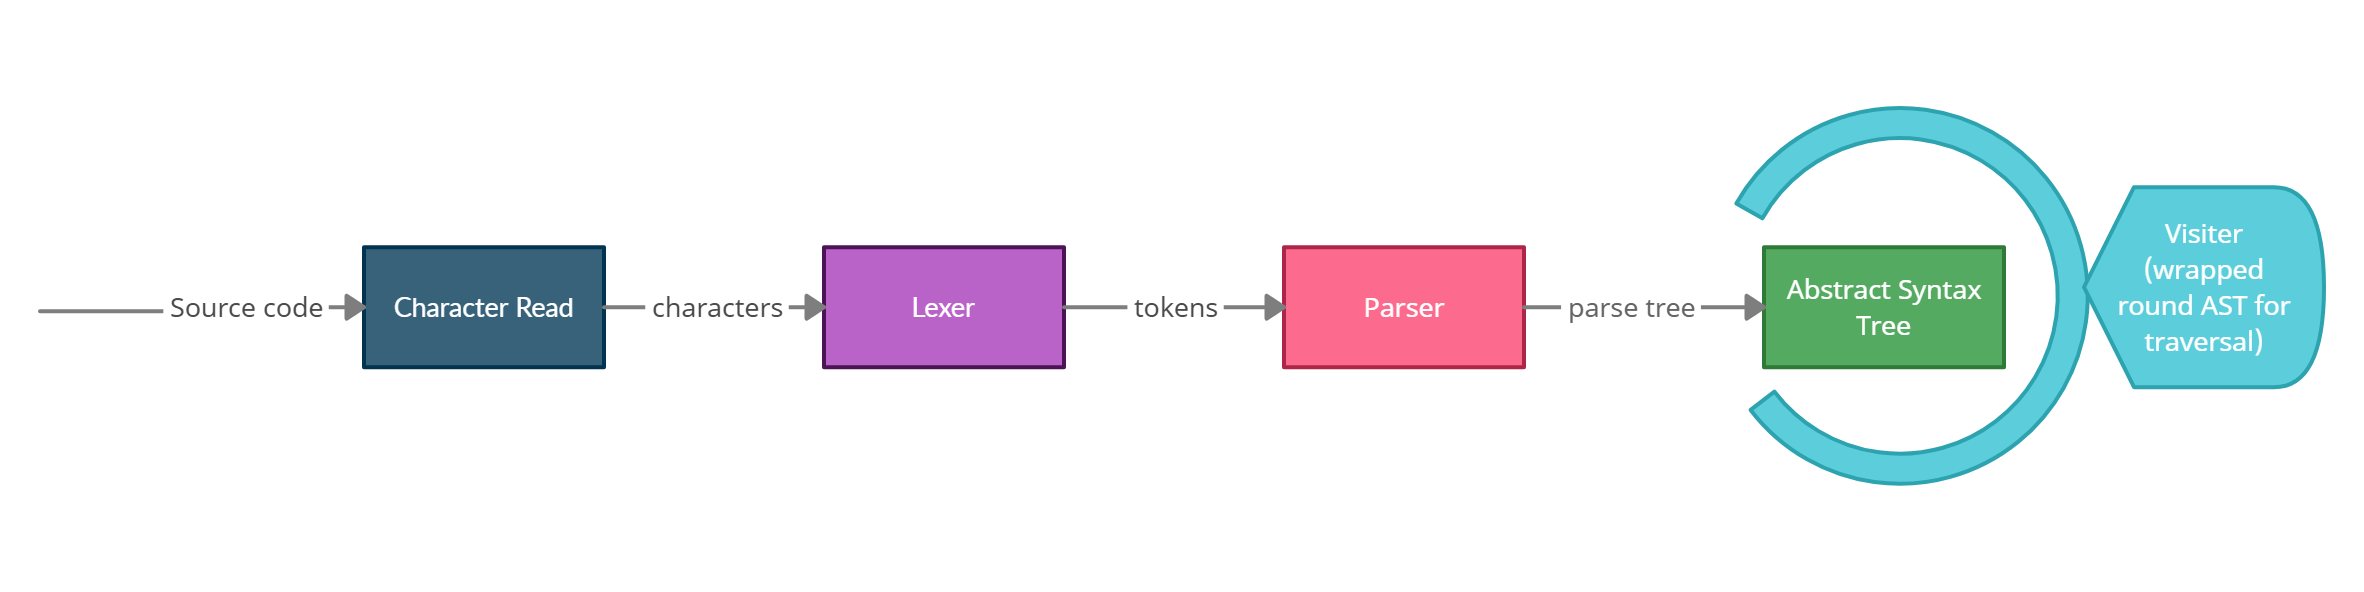 Source code
Character Read
characters
Lexer
tokens
Parser
parse tree
Abstract Syntax
Tree
Visiter
(wrapped
round AST for
traversal)